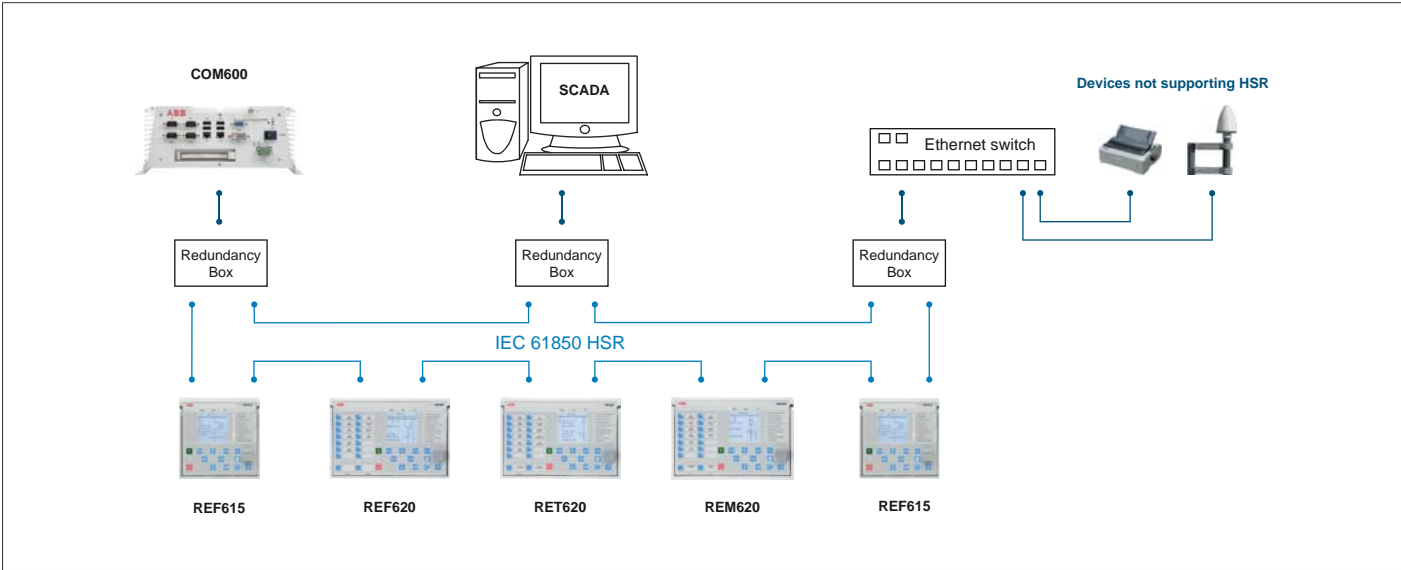 COM600
ABB
SCADA
Devices not supporting HSR
Ethernet switch
Redundancy
Box
Redundancy
Box
Redundancy
Box
IEC 61850 HSR
REF615
REF620
RET620
REM620
REF615